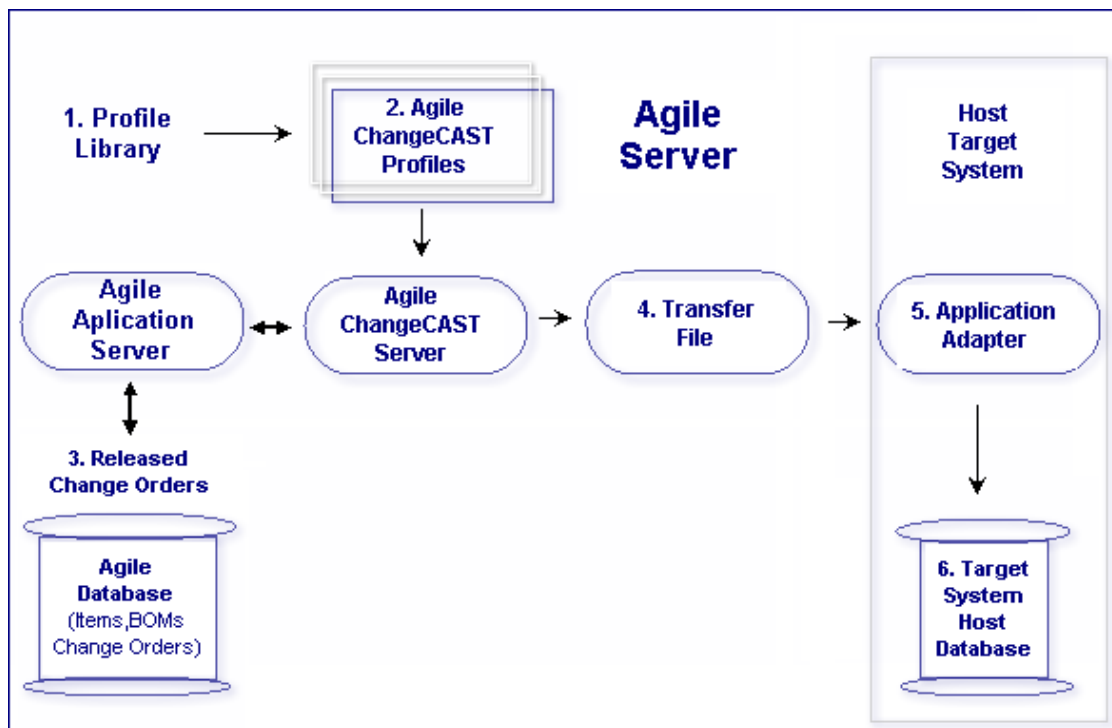 1. Profile
Library
2. Agile
ChangeCAST
Profiles
Agile
Server
Host
Target
System
Agile
Aplication
Server
Agile
ChangeCAST
Server
4. Transfer
File
5. Application
Adapter
3. Released
Change Orders
Agile
Database
(Items,BOMs
Change Orders)
6. Target
System
Host
Database